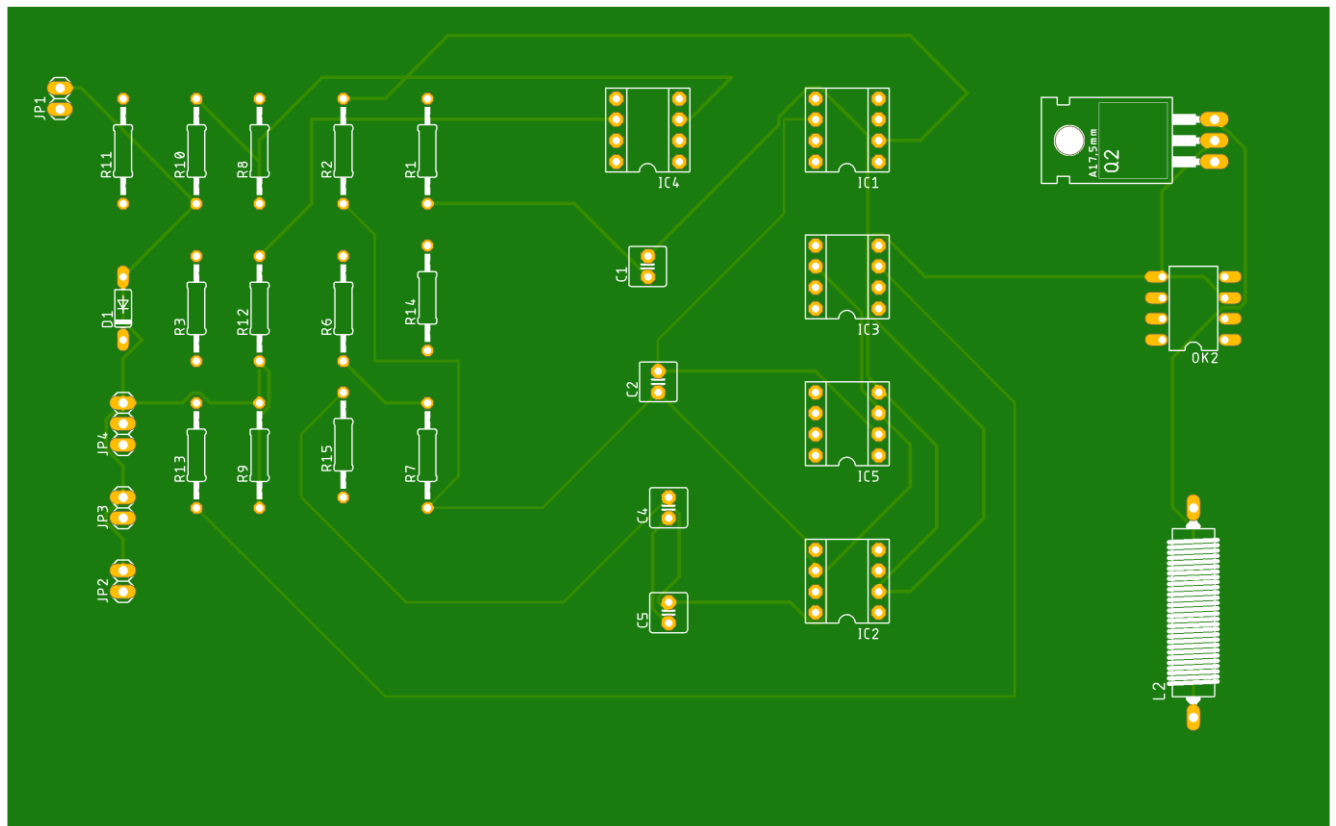 JP1
R11
R10
R8
R2
R1
IC4
IC1
A17,5mm
Q2
C1
D1
R3
R12
R6
R14
IC3
OK2
C2
JP4
R13
R9
R15
R7
IC5
JP3
C4
JP2
C5
IC2
L2